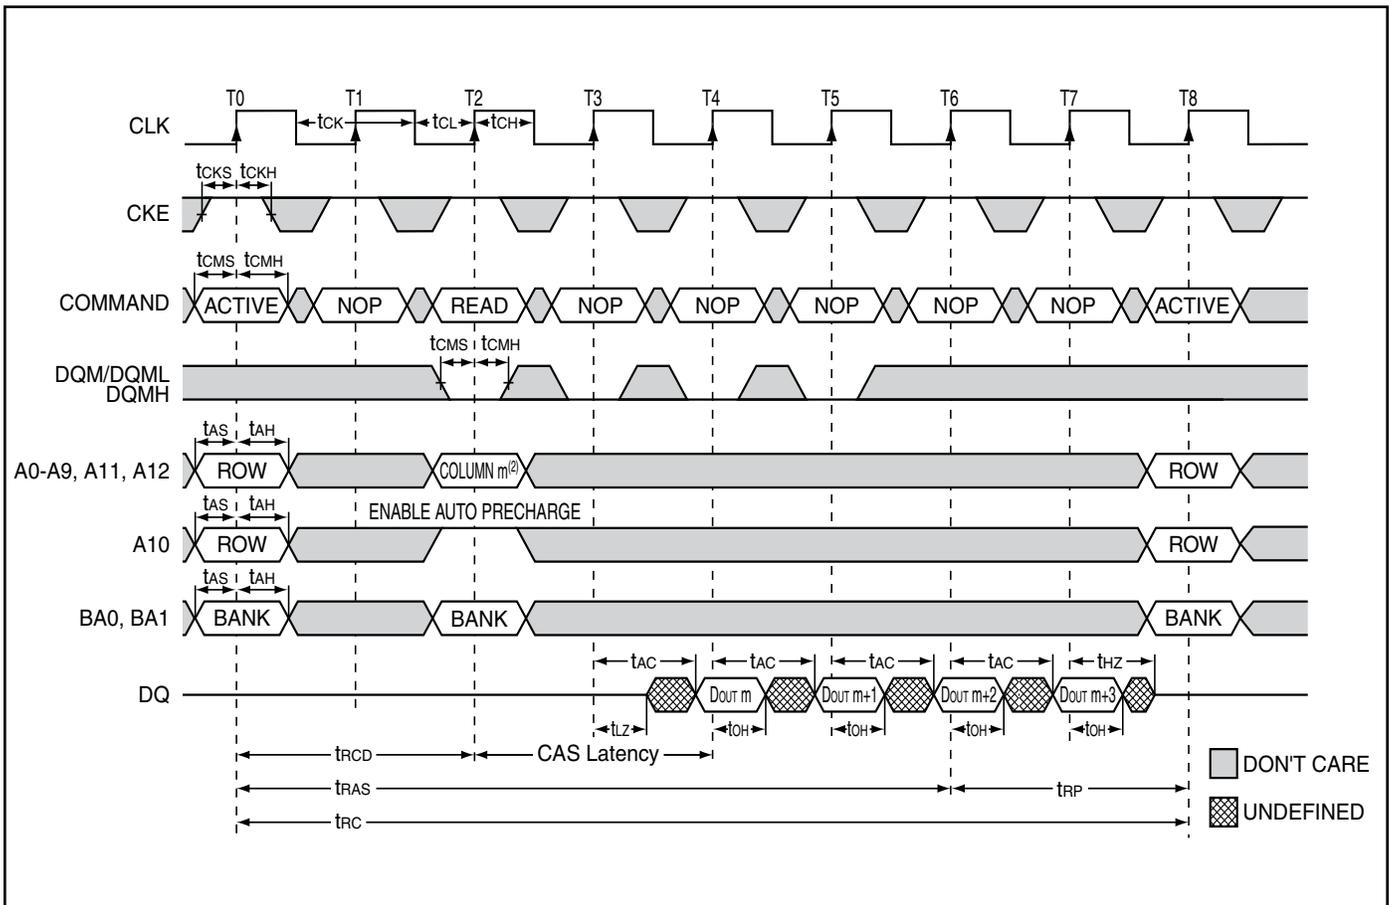 T0 T1 T2 T3 T4 T5 T6 T7 T8
CLK tCK tCL tCH
tCKS tCKH
CKE
tCMS tCMH
COMMAND ACTIVE NOP READ NOP NOP NOP NOP NOP ACTIVE
tCMS tCMH
DQM/DQML
DQMH
tAS tAH
A0-A9, A11, A12 ROW COLUMN m(2) ROW
tAS tAH ENABLE AUTO PRECHARGE
A10 ROW ROW
tAS tAH
BA0, BA1 BANK BANK BANK
tAC tAC tAC tAC tHZ
DQ DOUT m DOUT m+1 DOUT m+2 DOUT m+3
tLZ tOH tOH tOH tOH
tRCD CAS Latency
DON'T CARE
tRAS tRP
UNDEFINED
tRC